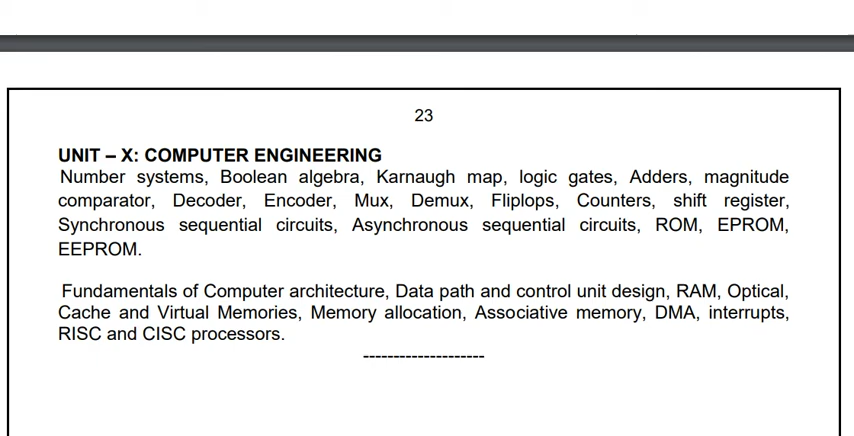 23
UNIT – X: COMPUTER ENGINEERING
Number systems, Boolean algebra, Karnaugh map, logic gates, Adders, magnitude
comparator, Decoder, Encoder, Mux, Demux, Fliplops, Counters, shift register,
Synchronous sequential circuits, Asynchronous sequential circuits, ROM, EPROM,
EEPROM.
Fundamentals of Computer architecture, Data path and control unit design, RAM, Optical,
Cache and Virtual Memories, Memory allocation, Associative memory, DMA, interrupts,
RISC and CISC processors.
--------------------